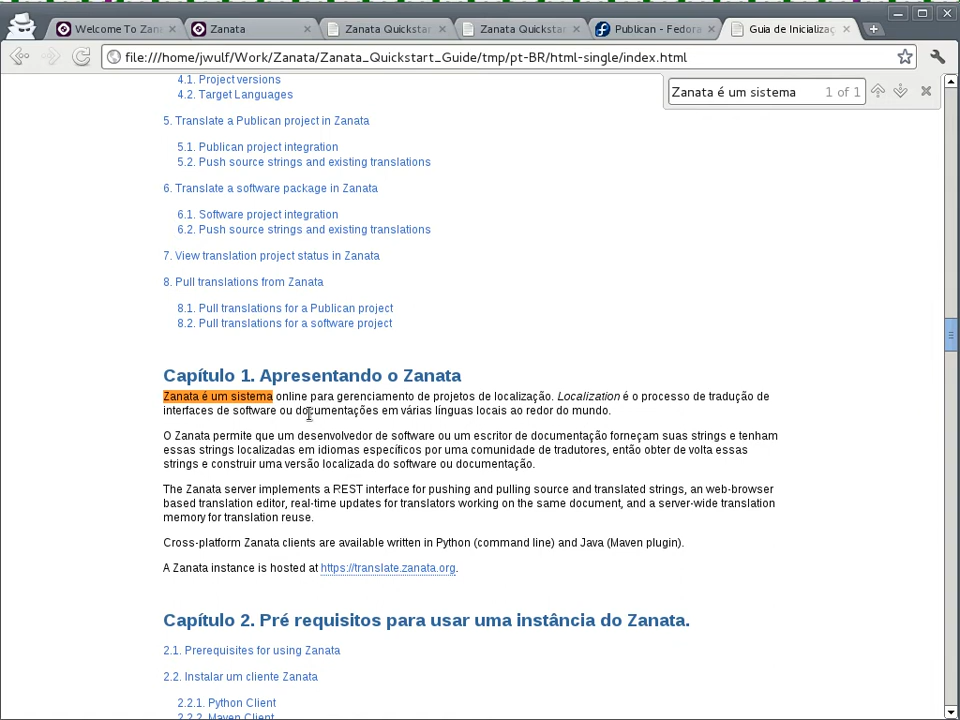 Welcome To Zan
Zanata
Zanata Quickstar
Zanata Quickstar
Publican - Fedora
Guia de Inicializaç
file:///home/jwulf/Work/Zanata/Zanata_Quickstart_Guide/tmp/pt-BR/html-single/index.html
Zanata é um sistema 1 of 1
4.1. Project versions
4.2. Target Languages
5. Translate a Publican project in Zanata
5.1. Publican project integration
5.2. Push source strings and existing translations
6. Translate a software package in Zanata
6.1. Software project integration
6.2. Push source strings and existing translations
7. View translation project status in Zanata
8. Pull translations from Zanata
8.1. Pull translations for a Publican project
8.2. Pull translations for a software project
Capítulo 1. Apresentando o Zanata
Zanata é um sistema online para gerenciamento de projetos de localização. Localization é o processo de tradução de
interfaces de software ou documentações em várias línguas locais ao redor do mundo.
O Zanata permite que um desenvolvedor de software ou um escritor de documentação forneçam suas strings e tenham
essas strings localizadas em idiomas específicos por uma comunidade de tradutores, então obter de volta essas
strings e construir uma versão localizada do software ou documentação.
The Zanata server implements a REST interface for pushing and pulling source and translated strings, an web-browser
based translation editor, real-time updates for translators working on the same document, and a server-wide translation
memory for translation reuse.
Cross-platform Zanata clients are available written in Python (command line) and Java (Maven plugin).
A Zanata instance is hosted at https://translate.zanata.org.
Capítulo 2. Pré requisitos para usar uma instância do Zanata.
2.1. Prerequisites for using Zanata
2.2. Instalar um cliente Zanata
2.2.1. Python Client
2.2.2. Maven Client